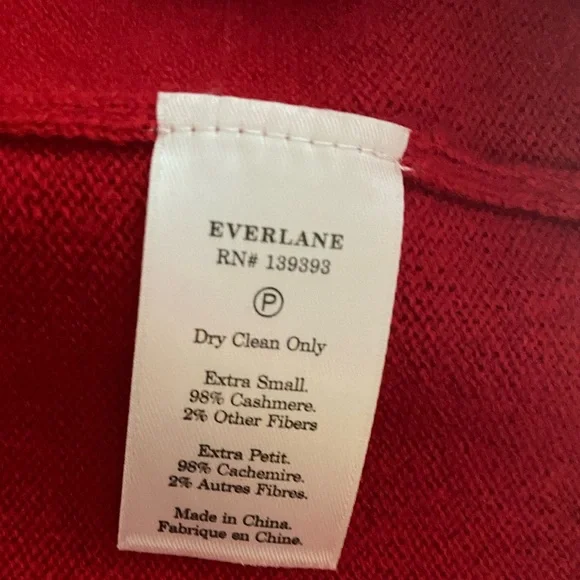 EVERLANE
RN# 139393
P
Dry Clean Only
Extra Small.
98% Cashmere.
2% Other Fibers
Extra Petit.
98% Cachemire.
2% Autres Fibres.
Made in China.
Fabrique en Chine.